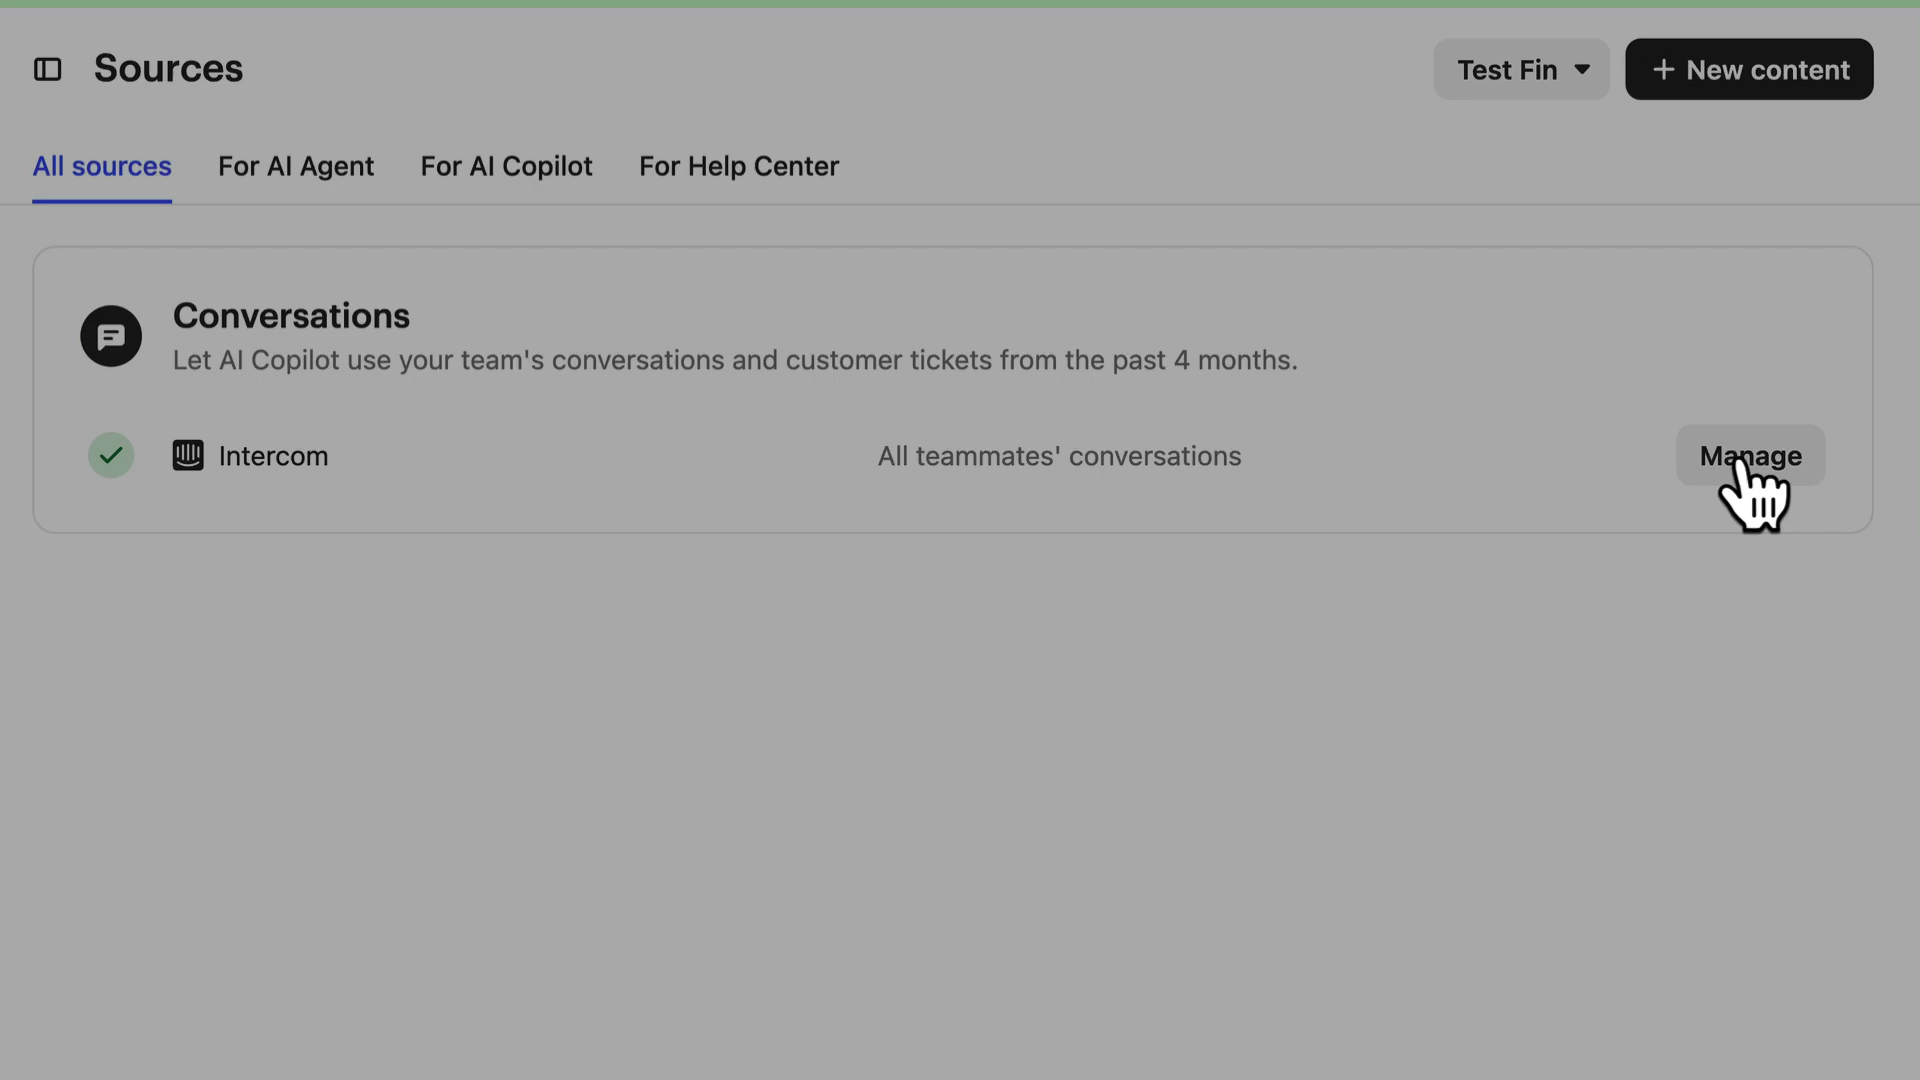 Sources
Test Fin
+ New content
All sources
For AI Agent
For AI Copilot
For Help Center
Conversations
Let AI Copilot use your team's conversations and customer tickets from the past 4 months.
Intercom
All teammates' conversations
Manage